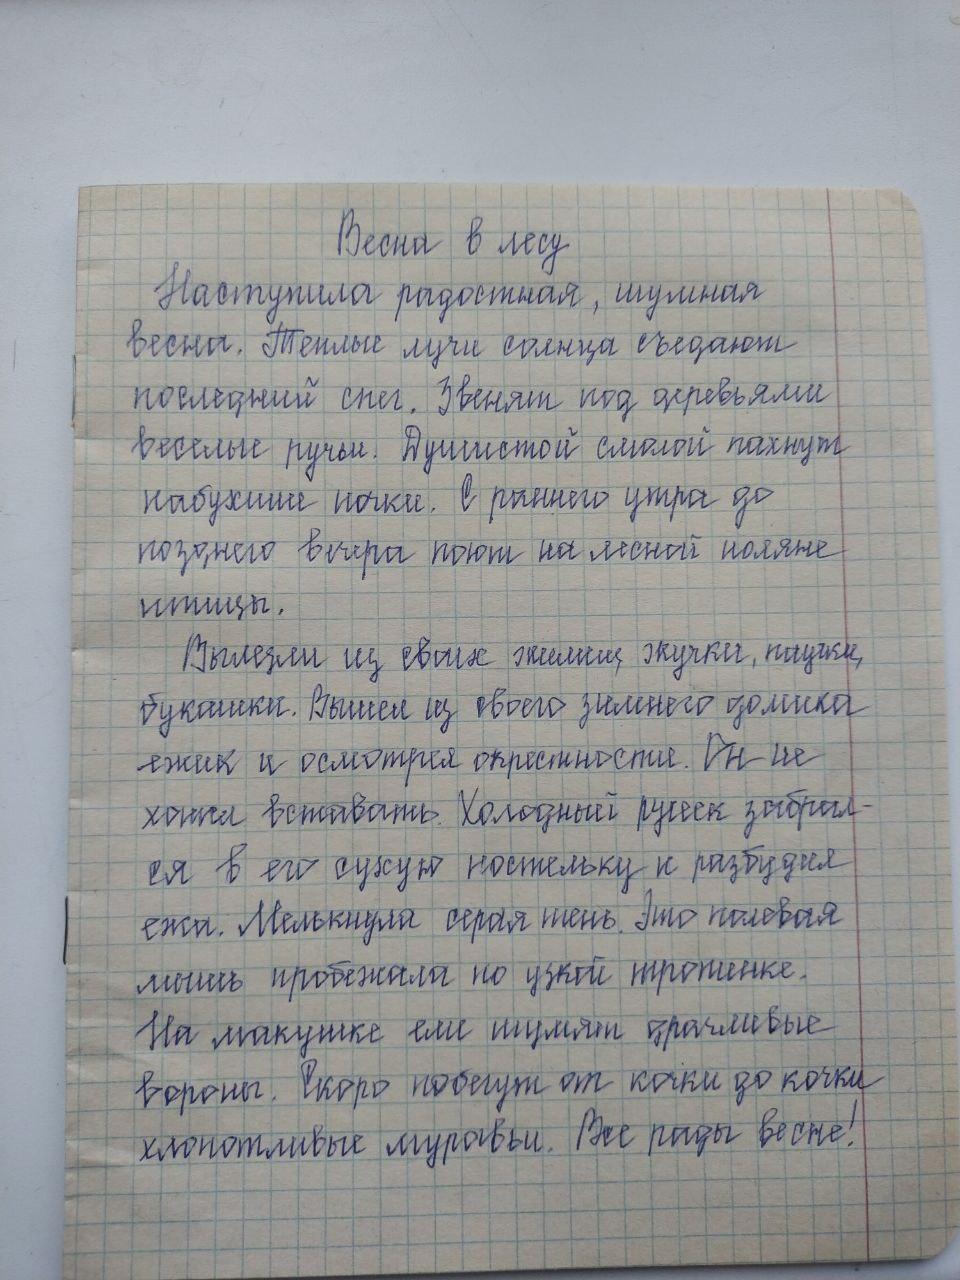 Весна в лесу
Наступила радостная, шумная
весна. Теплые лучи солнца съедают
последний снег. Звенят под деревьями
веселые ручьи. Душистой смолой пахнут
набухшие почки. С раннего утра до
позднего вечера поют на лесной поляне
птицы.
Вылезли из своих жилищ жучки, паучки,
букашки. Вышел из своего зимнего домика
ежик и осмотрел окрестности. Он не
хотел вставать. Холодный ручеек забрал-
ся в его сухую постельку и разбудил
ежа. Мелькнула серая тень. Это полевая
мышь пробежала по узкой тропинке.
На макушке ели шумят драчливые
вороны. Скоро побегут от кочки до кочки
хлопотливые муравьи. Все рады весне!